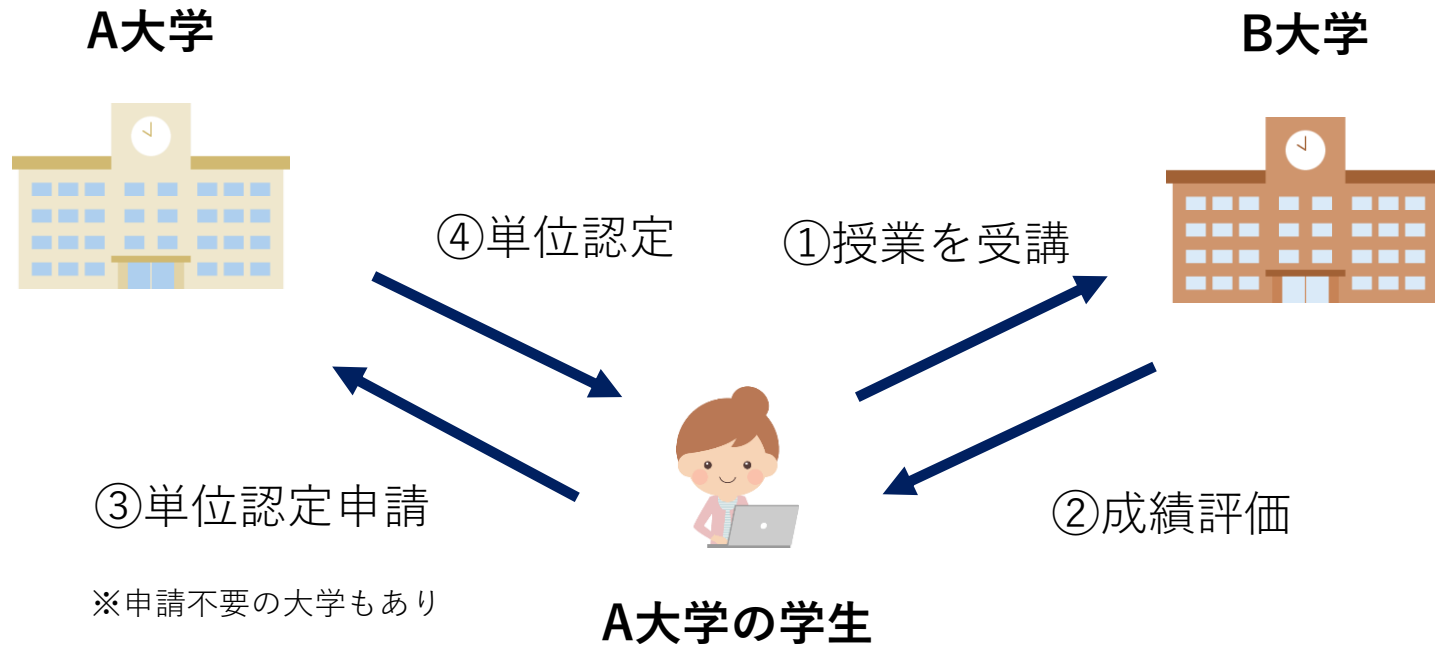 A大学
B大学
④単位認定
①授業を受講
③単位認定申請
②成績評価
※申請不要の大学もあり
A大学の学生